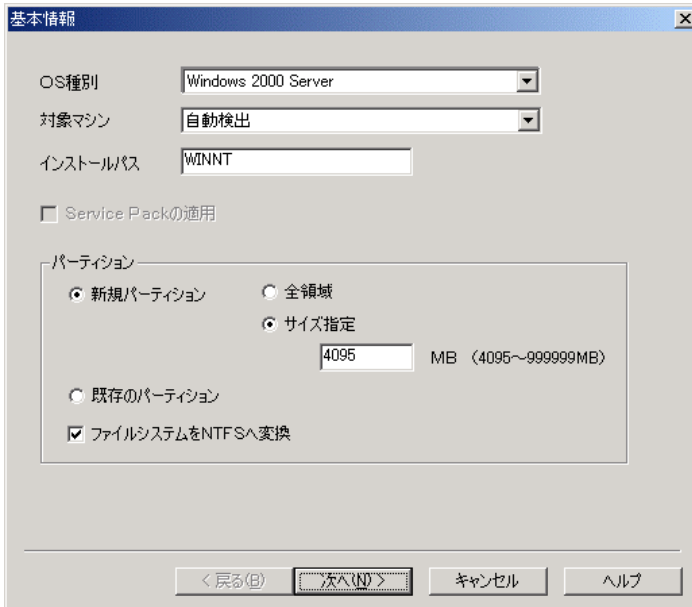 基本情報
OS種別 Windows 2000 Server
対象マシン 自動検出
インストールパス WINNT
Service Packの適用
パーティション
新規パーティション 全領域
サイズ指定
4095 MB (4095～999999MB)
既存のパーティション
ファイルシステムをNTFSへ変換
< 戻る(B) 次へ(N) > キャンセル ヘルプ